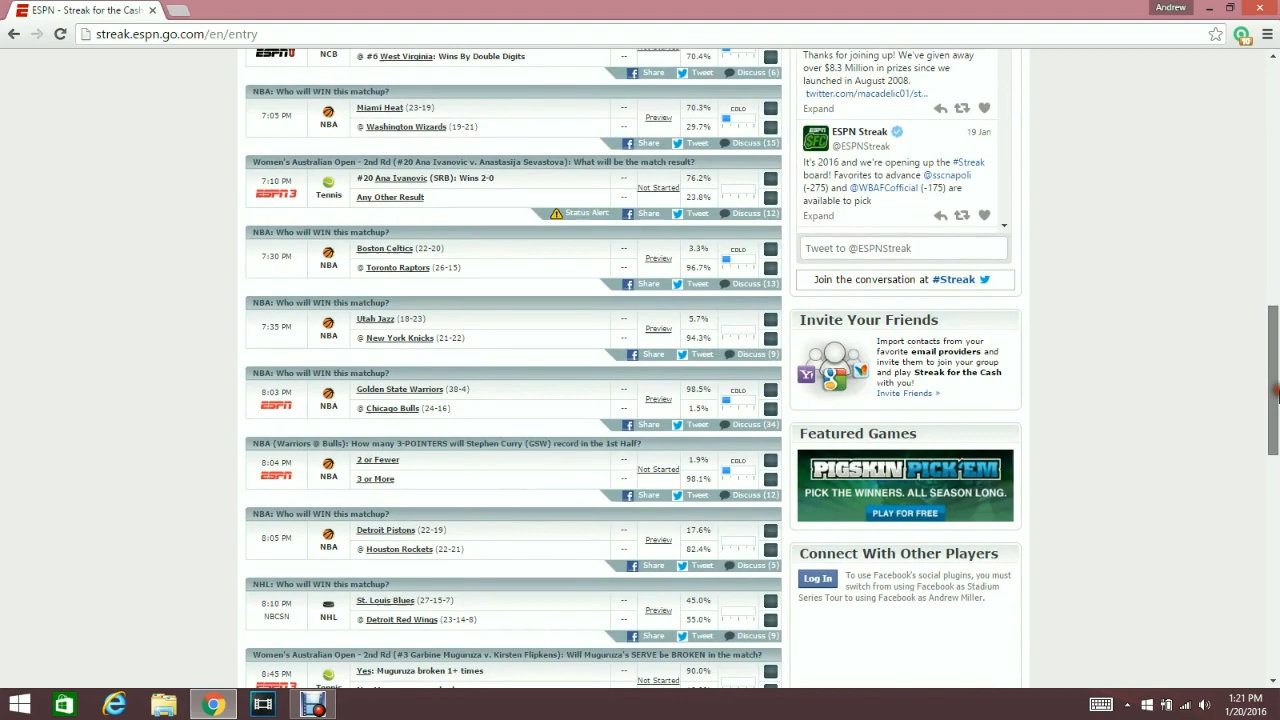 ESPN - Streak for the Cash
Andrew
streak.espn.go.com/en/entry
NCB
@ #6 West Virginia: Wins By Double Digits -- 70.4%
Share Tweet Discuss (6)
NBA: Who will WIN this matchup?
7:05 PM NBA
Miami Heat (23-19) -- 70.3%
Preview COLD
@ Washington Wizards (19-21) -- 29.7%
Share Tweet Discuss (15)
Women's Australian Open - 2nd Rd (#20 Ana Ivanovic v. Anastasija Sevastova): What will be the match result?
7:10 PM
ESPN3 Tennis
#20 Ana Ivanovic (SRB): Wins 2-0 -- 76.2%
Not Started
Any Other Result -- 23.8%
Status Alert Share Tweet Discuss (12)
NBA: Who will WIN this matchup?
7:30 PM NBA
Boston Celtics (22-20) -- 3.3%
Preview COLD
@ Toronto Raptors (26-15) -- 96.7%
Share Tweet Discuss (13)
NBA: Who will WIN this matchup?
7:35 PM NBA
Utah Jazz (18-23) -- 5.7%
Preview
@ New York Knicks (21-22) -- 94.3%
Share Tweet Discuss (9)
NBA: Who will WIN this matchup?
8:03 PM
ESPN NBA
Golden State Warriors (38-4) -- 98.5%
Preview COLD
@ Chicago Bulls (24-16) -- 1.5%
Share Tweet Discuss (34)
NBA (Warriors @ Bulls): How many 3-POINTERS will Stephen Curry (GSW) record in the 1st Half?
8:04 PM
ESPN NBA
2 or Fewer -- 1.9%
Not Started COLD
3 or More -- 98.1%
Share Tweet Discuss (12)
NBA: Who will WIN this matchup?
8:05 PM NBA
Detroit Pistons (22-19) -- 17.6%
Preview
@ Houston Rockets (22-21) -- 82.4%
Share Tweet Discuss (5)
NHL: Who will WIN this matchup?
8:10 PM
NBCSN NHL
St. Louis Blues (27-15-7) -- 45.0%
Preview
@ Detroit Red Wings (23-14-8) -- 55.0%
Share Tweet Discuss (9)
Women's Australian Open - 2nd Rd (#3 Garbine Muguruza v. Kirsten Flipkens): Will Muguruza's SERVE be BROKEN in the match?
8:45 PM
Yes: Muguruza broken 1+ times -- 90.0%
Not Started
Thanks for joining up! We've given away
over $8.3 Million in prizes since we
launched in August 2008.
twitter.com/macadelic01/st...
Expand
ESPN Streak 19 Jan
@ESPNStreak
It's 2016 and we're opening up the #Streak
board! Favorites to advance @sscnapoli
(-275) and @WBAFCofficial (-175) are
available to pick
Expand
Tweet to @ESPNStreak
Join the conversation at #Streak
Invite Your Friends
Import contacts from your
favorite email providers and
invite them to join your group
and play Streak for the Cash
with you!
Invite Friends »
Featured Games
PIGSKIN PICK'EM
PICK THE WINNERS. ALL SEASON LONG.
PLAY FOR FREE
Connect With Other Players
Log In
To use Facebook's social plugins, you must
switch from using Facebook as Stadium
Series Tour to using Facebook as Andrew Miller.
1:21 PM
1/20/2016